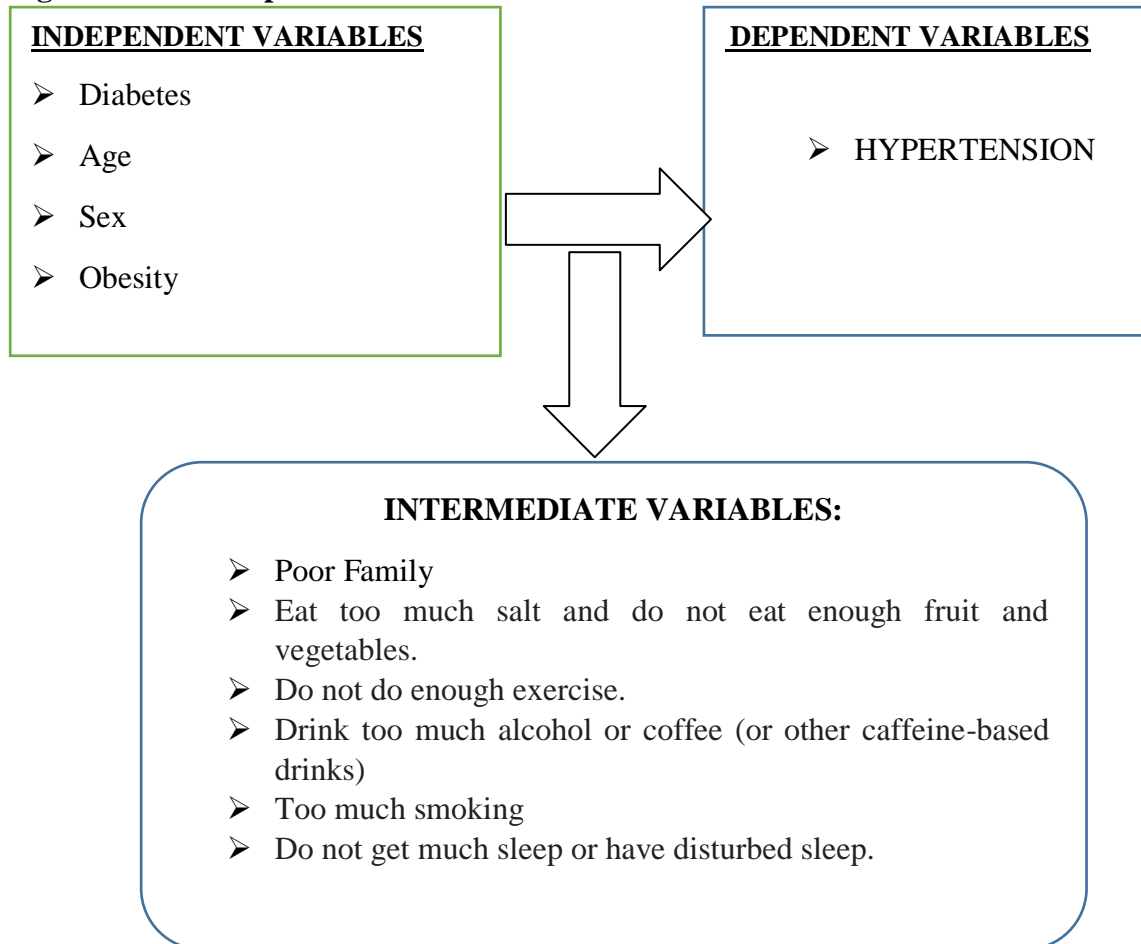 INDEPENDENT VARIABLES
➢ Diabetes
➢ Age
➢ Sex
➢ Obesity
DEPENDENT VARIABLES
➢ HYPERTENSION
INTERMEDIATE VARIABLES:
➢ Poor Family
➢ Eat too much salt and do not eat enough fruit and
vegetables.
➢ Do not do enough exercise.
➢ Drink too much alcohol or coffee (or other caffeine-based
drinks)
➢ Too much smoking
➢ Do not get much sleep or have disturbed sleep.